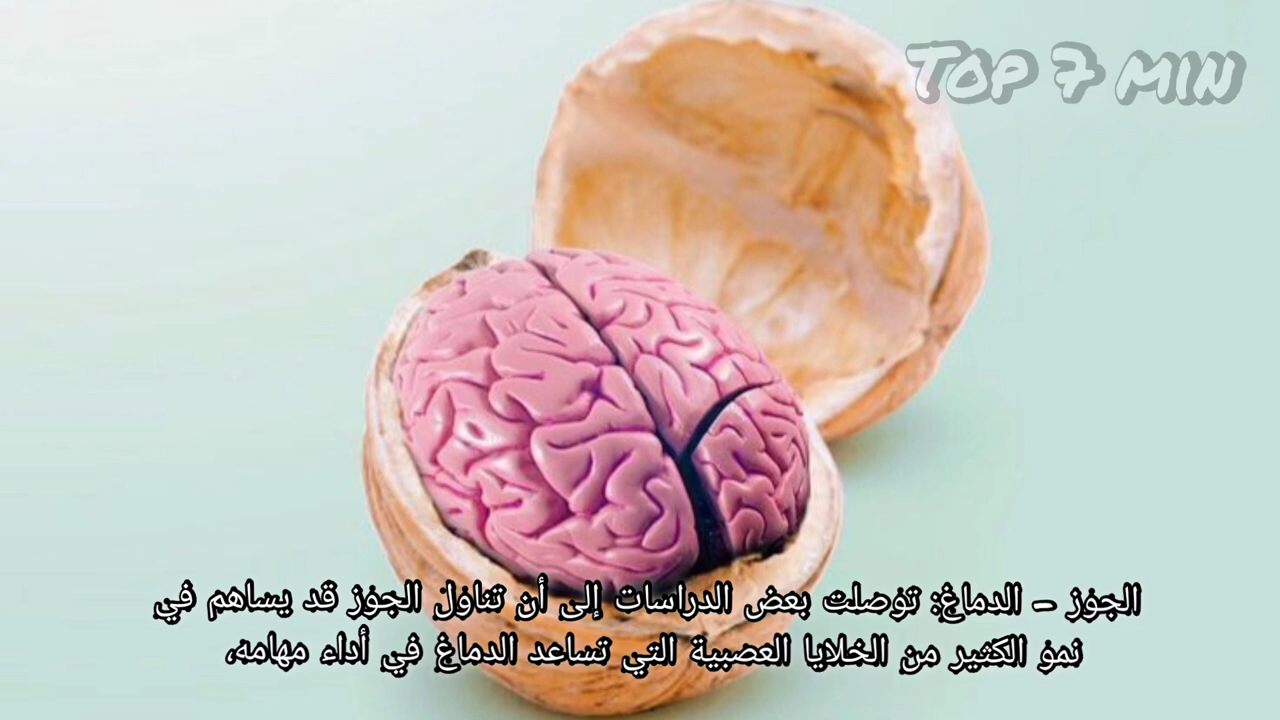 TOP 7 MIN
الجوز – الدماغ: توصلت بعض الدراسات إلى أن تناول الجوز قد يساهم في
نمو الكثير من الخلايا العصبية التي تساعد الدماغ في أداء مهامه،